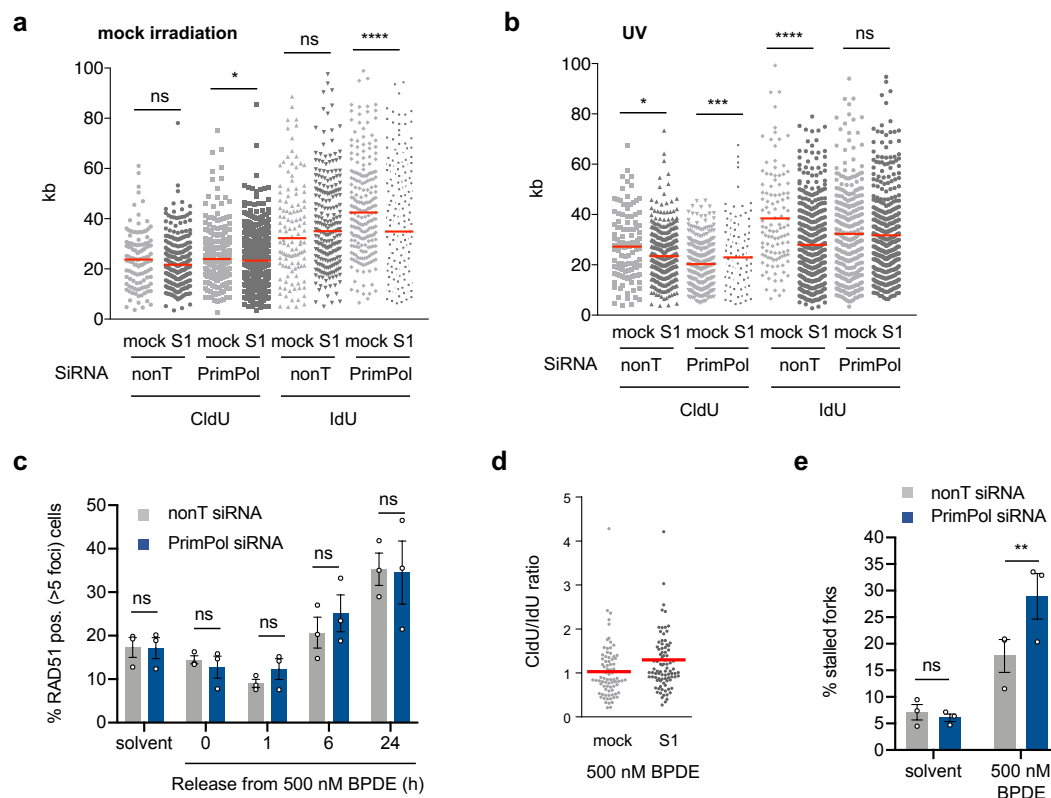 a
mock irradiation
ns
****
*
ns
100
80
60
40
20
0
kb
mock S1 mock S1 mock S1 mock S1
SiRNA
nonT PrimPol nonT PrimPol
CldU IdU
b
UV
****
ns
*
***
100
80
60
40
20
0
kb
mock S1 mock S1 mock S1 mock S1
SiRNA
nonT PrimPol nonT PrimPol
CldU IdU
c
% RAD51 pos. (>5 foci) cells
50
40
30
20
10
0
nonT siRNA
PrimPol siRNA
ns
ns
ns
ns
ns
solvent 0 1 6 24
Release from 500 nM BPDE (h)
d
CldU/IdU ratio
5
4
3
2
1
0
mock S1
500 nM BPDE
e
nonT siRNA
PrimPol siRNA
% stalled forks
40
35
30
25
20
15
10
5
0
ns
**
solvent 500 nM
BPDE